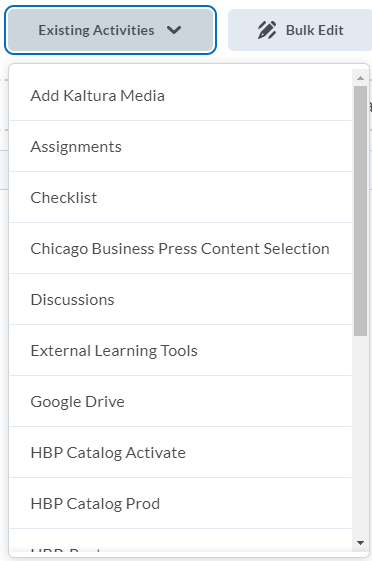 Existing Activities
Bulk Edit
Add Kaltura Media
Assignments
Checklist
Chicago Business Press Content Selection
Discussions
External Learning Tools
Google Drive
HBP Catalog Activate
HBP Catalog Prod